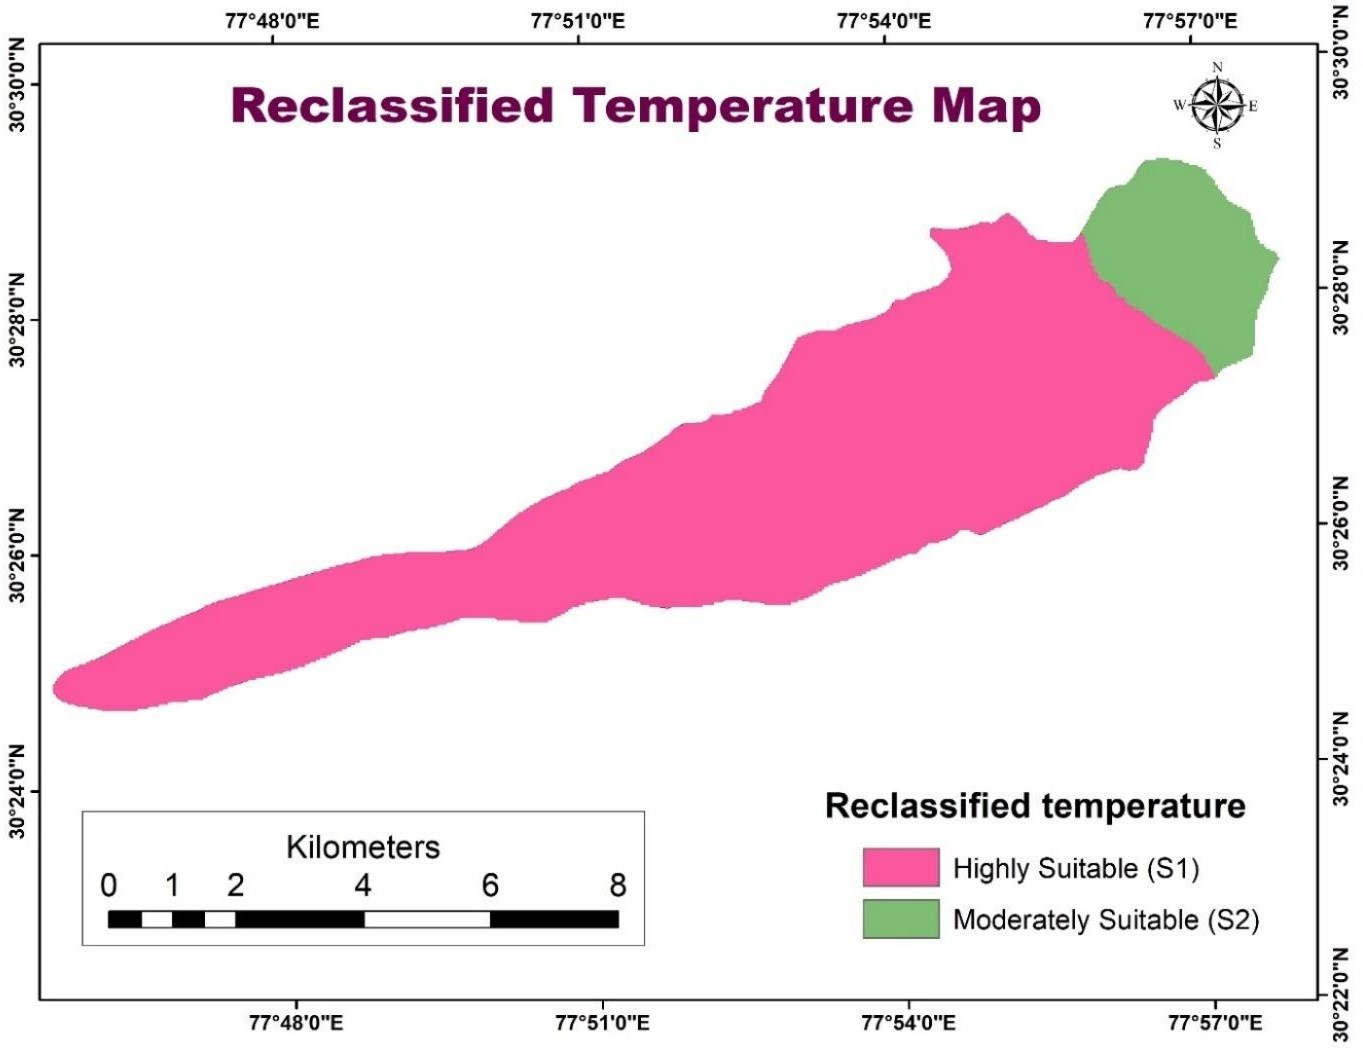 77°48'0"E 77°51'0"E 77°54'0"E 77°57'0"E
Reclassified Temperature Map
N
W E
S
30°30'0"N
30°28'0"N
30°26'0"N
30°24'0"N
30°30'0"N
30°28'0"N
30°26'0"N
30°24'0"N
30°22'0"N
Kilometers
0 1 2 4 6 8
Reclassified temperature
Highly Suitable (S1)
Moderately Suitable (S2)
77°48'0"E 77°51'0"E 77°54'0"E 77°57'0"E